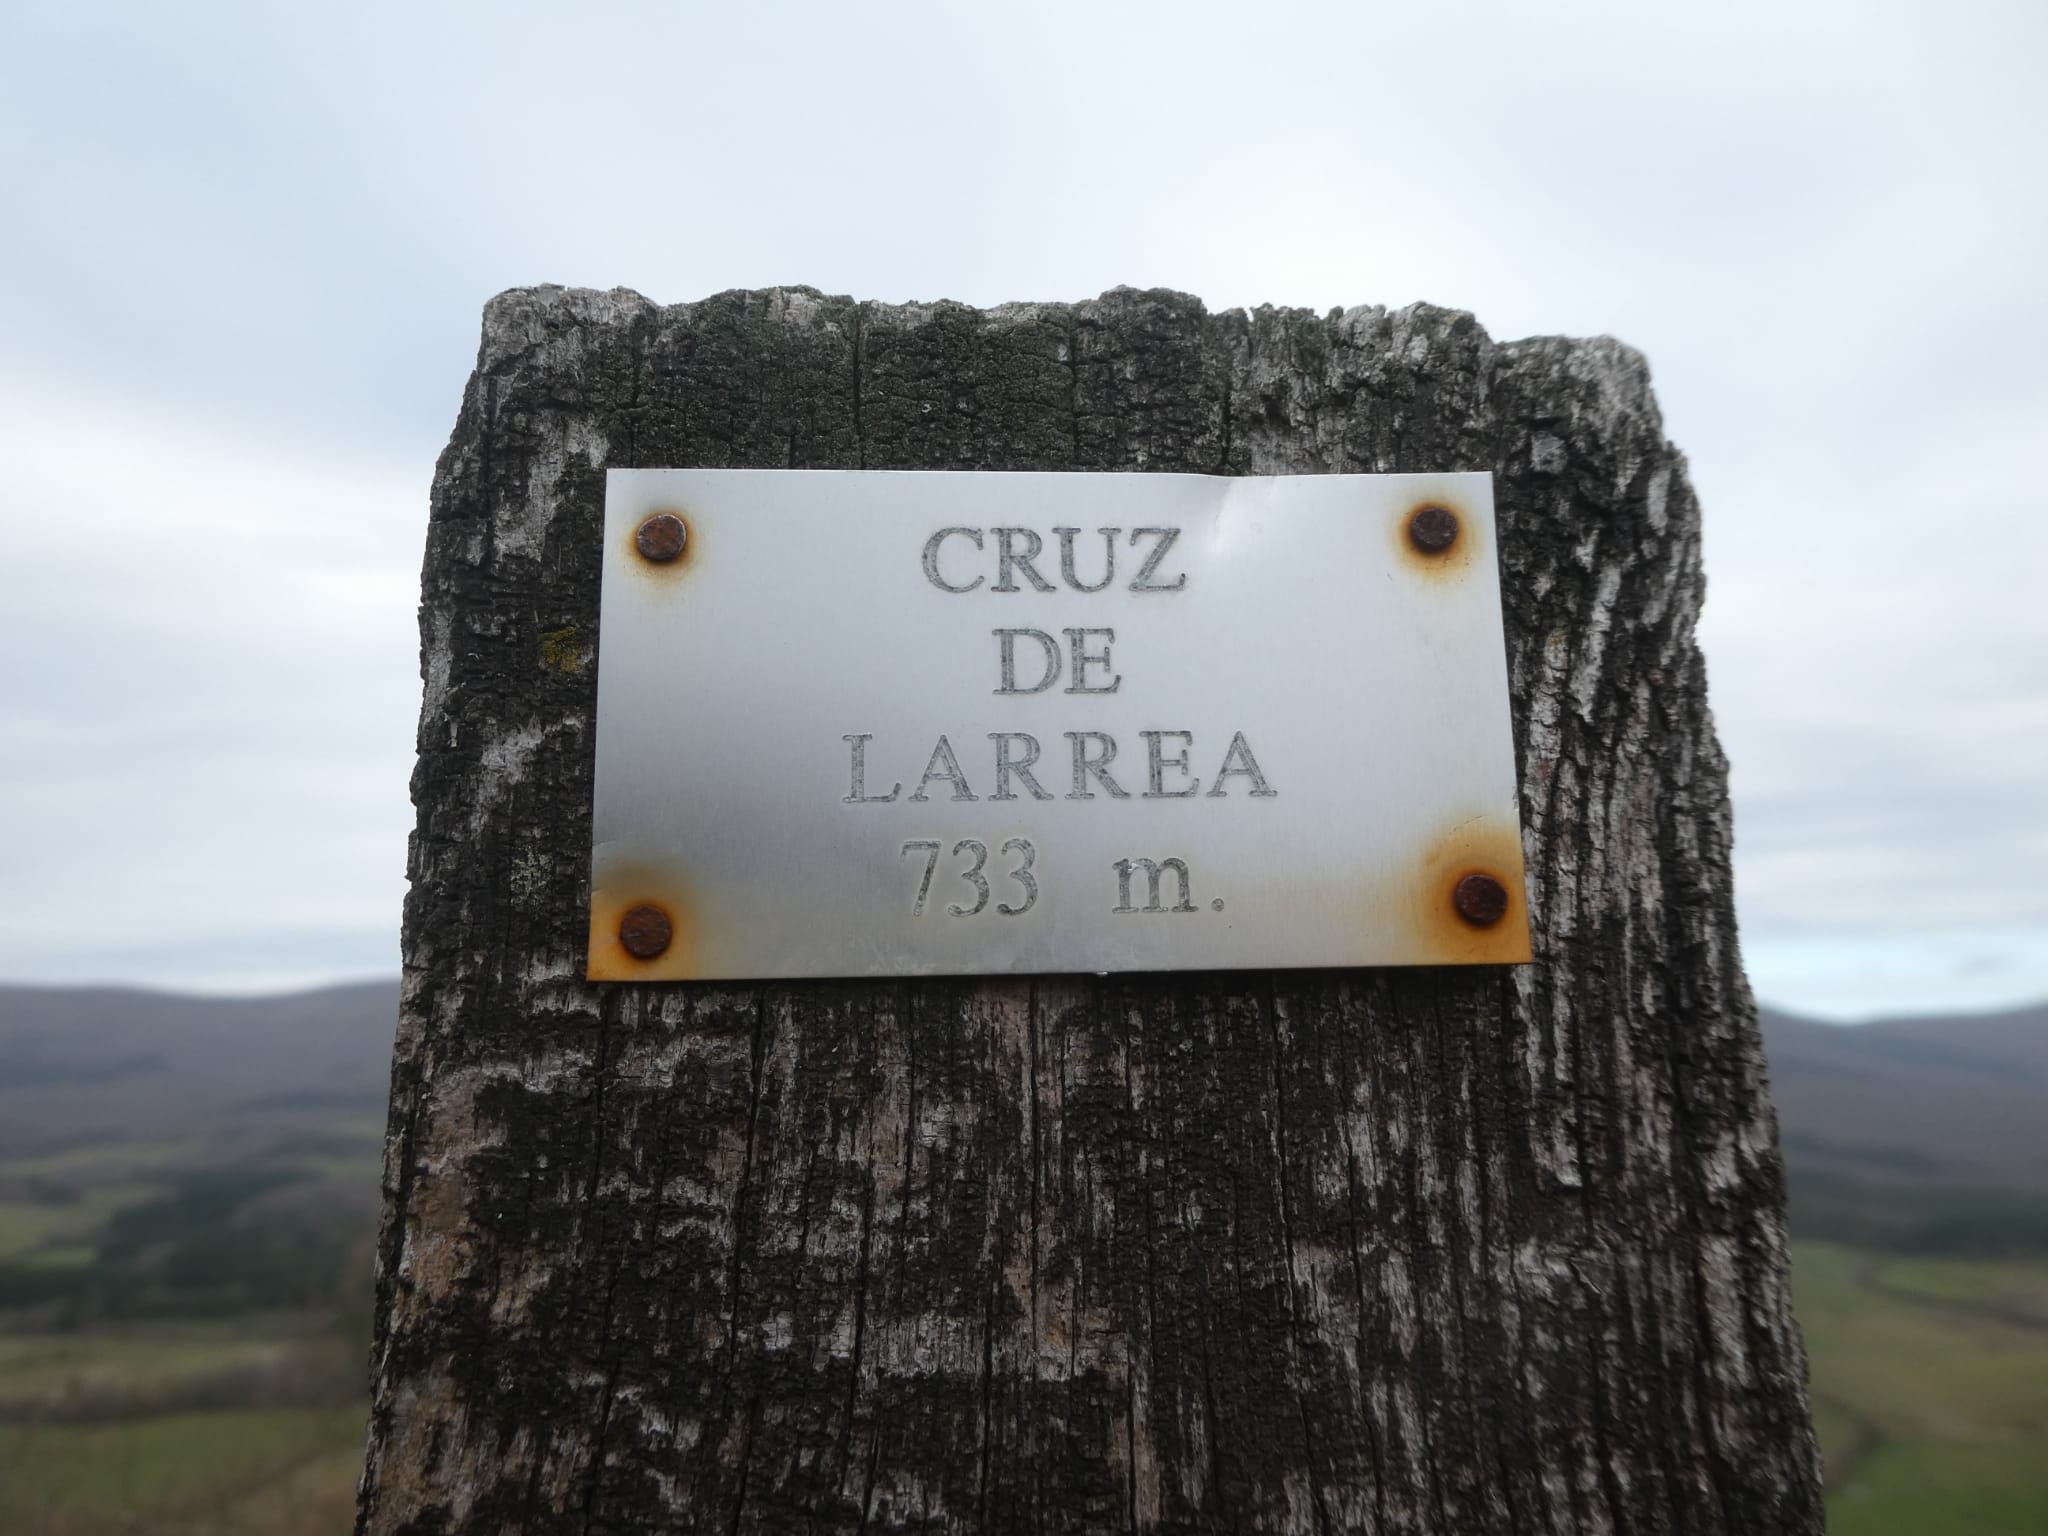 CRUZ
DE
LARREA
733 m.